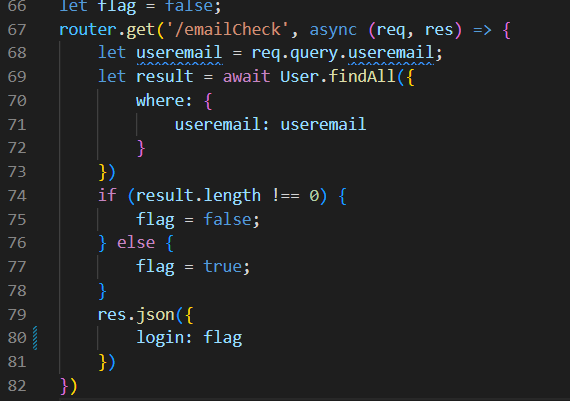 66 let flag = false;
67 router.get('/emailCheck', async (req, res) => {
68     let useremail = req.query.useremail;
69     let result = await User.findAll({
70         where: {
71             useremail: useremail
72         }
73     })
74     if (result.length !== 0) {
75         flag = false;
76     } else {
77         flag = true;
78     }
79     res.json({
80         login: flag
81     })
82 })